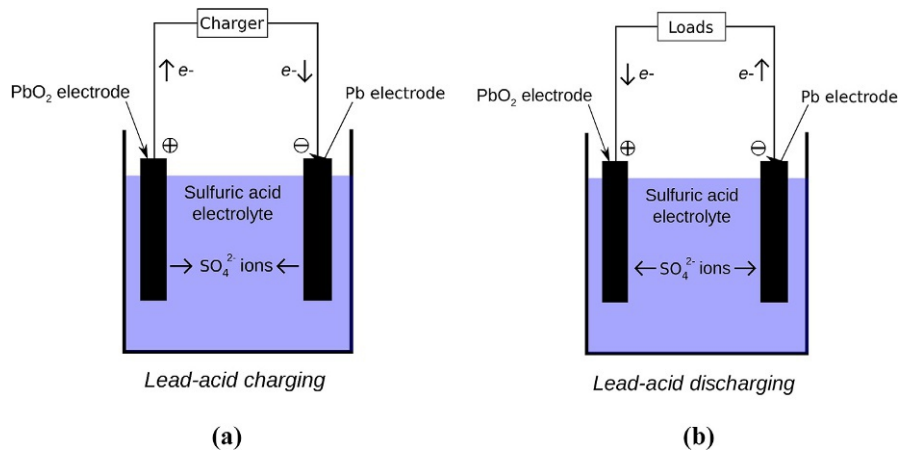 Charger
e-
e-
PbO₂ electrode
Pb electrode
⊕
⊖
Sulfuric acid
electrolyte
SO₄²⁻ ions
Lead-acid charging
(a)
Loads
e-
e-
PbO₂ electrode
Pb electrode
⊕
⊖
Sulfuric acid
electrolyte
SO₄²⁻ ions
Lead-acid discharging
(b)